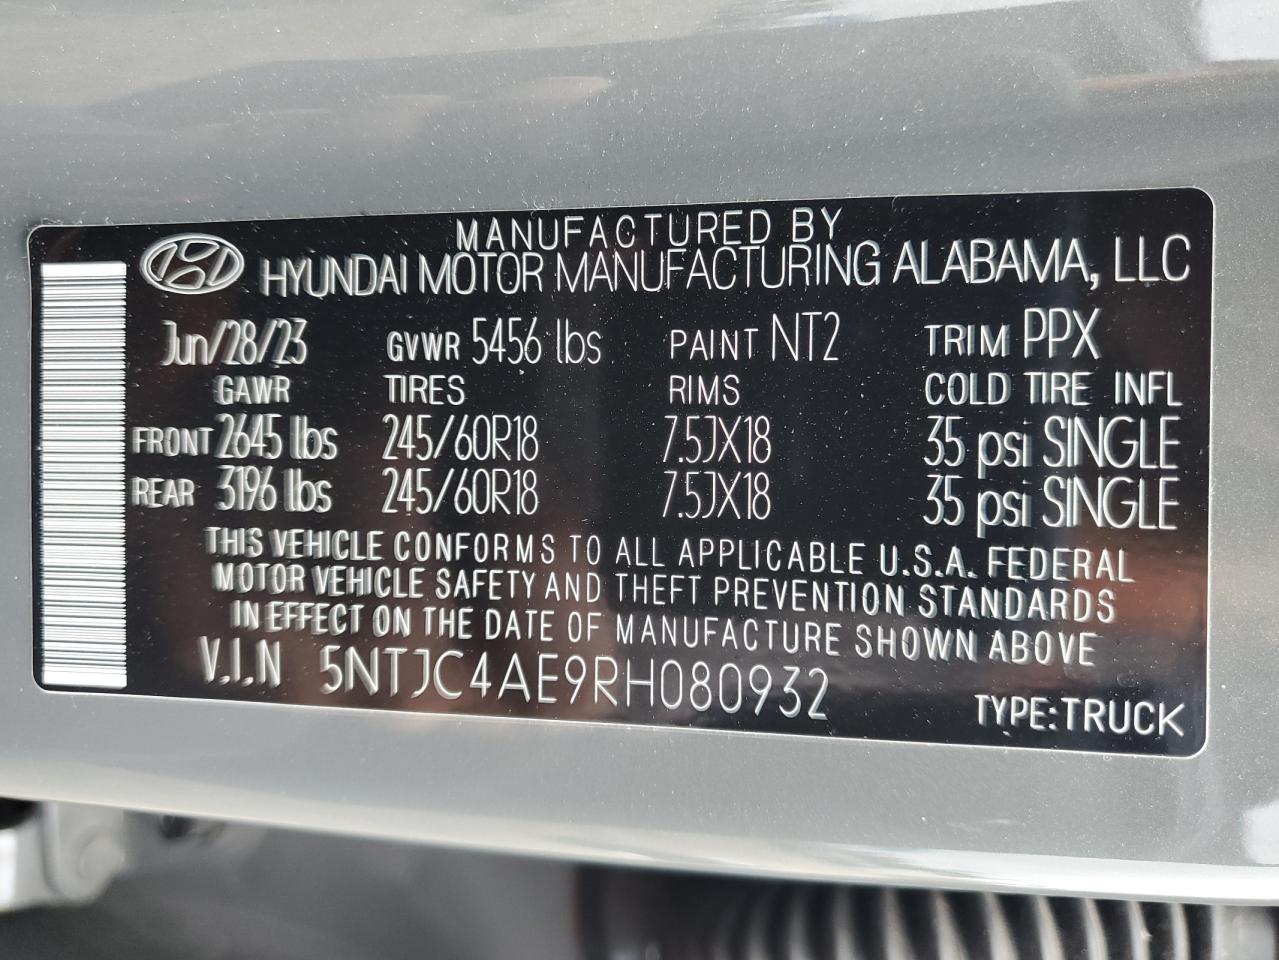 MANUFACTURED BY
HYUNDAI MOTOR MANUFACTURING ALABAMA, LLC
Jun/28/23 GVWR 5456 lbs PAINT NT2 TRIM PPX
GAWR TIRES RIMS COLD TIRE INFL
FRONT 2645 lbs 245/60R18 7.5JX18 35 psi SINGLE
REAR 3196 lbs 245/60R18 7.5JX18 35 psi SINGLE
THIS VEHICLE CONFORMS TO ALL APPLICABLE U.S.A. FEDERAL
MOTOR VEHICLE SAFETY AND THEFT PREVENTION STANDARDS
IN EFFECT ON THE DATE OF MANUFACTURE SHOWN ABOVE
V.I.N 5NTJC4AE9RH080932
TYPE:TRUCK